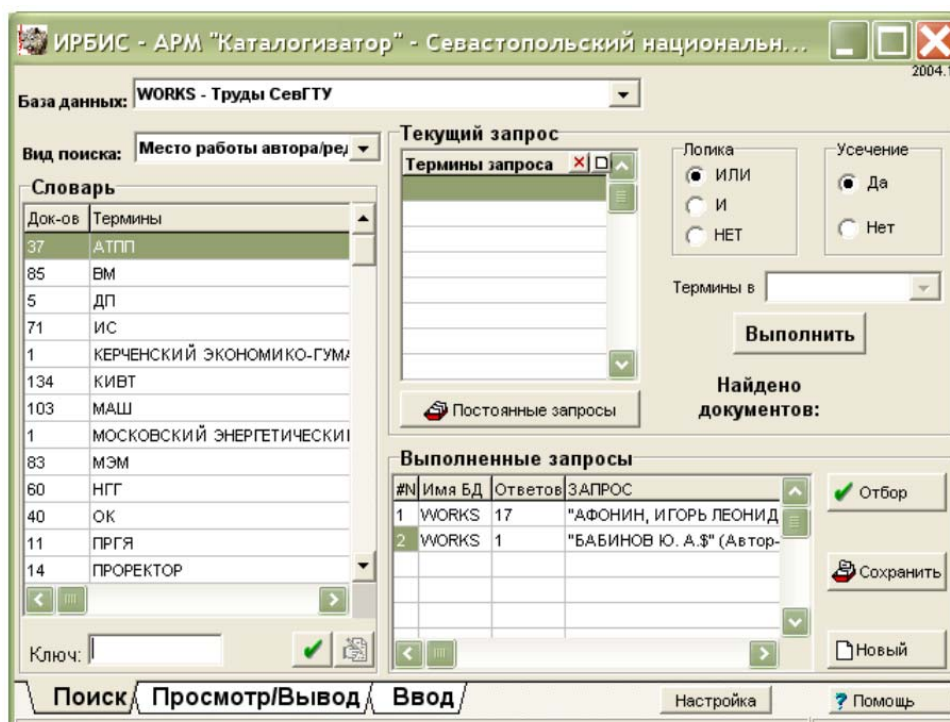 ИРБИС - АРМ "Каталогизатор" - Севастопольский национальн...
2004.1
База данных: WORKS - Труды СевГТУ
Вид поиска: Место работы автора/ред
Словарь
Док-ов Термины
37 АТПП
85 ВМ
5 ДП
71 ИС
1 КЕРЧЕНСКИЙ ЭКОНОМИКО-ГУМА
134 КИВТ
103 МАШ
1 МОСКОВСКИЙ ЭНЕРГЕТИЧЕСКИЙ
83 МЭМ
60 НГГ
40 ОК
11 ПРГЯ
14 ПРОРЕКТОР
Ключ:
Текущий запрос
Термины запроса
Постоянные запросы
Логика
ИЛИ
И
НЕТ
Усечение
Да
Нет
Термины в
Выполнить
Найдено
документов:
Выполненные запросы
#N Имя БД Ответов ЗАПРОС
1 WORKS 17 "АФОНИН, ИГОРЬ ЛЕОНИД
2 WORKS 1 "БАБИНОВ Ю. А.$" (Автор-
Отбор
Сохранить
Новый
Поиск Просмотр/Вывод Ввод
Настройка
? Помощь